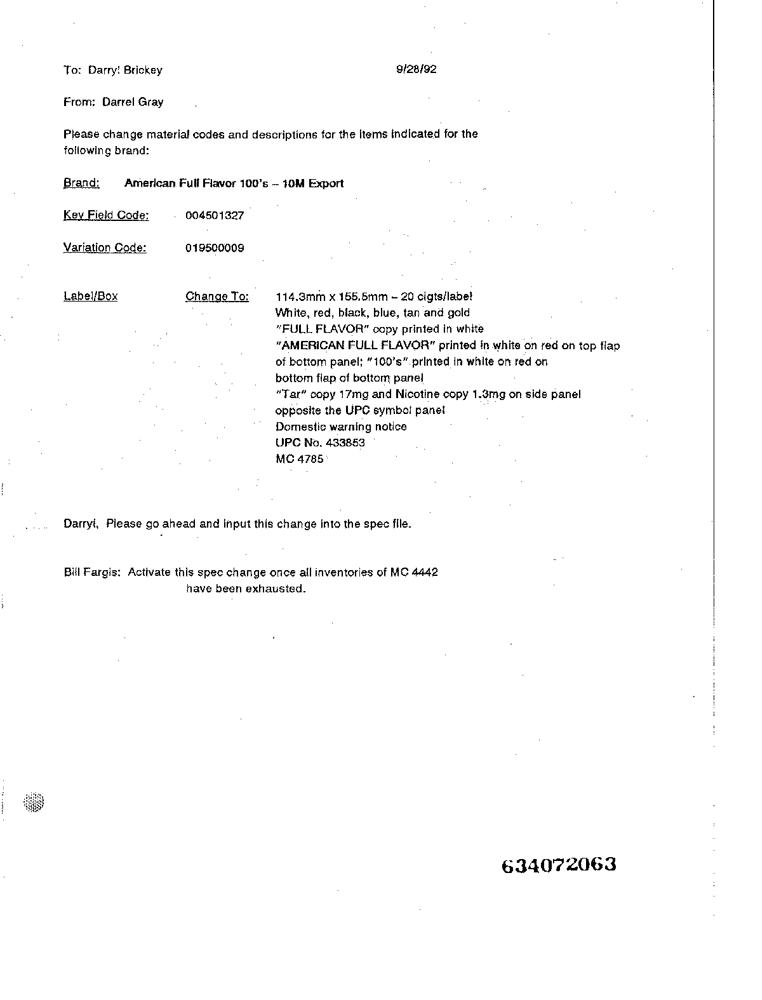 To: Darryl Brickey 9/28/92
From: Darrel Gray
Please change material codes and descriptions for the items indicated for the
following brand:
Brand: American Full Flavor 100's -- 10M Export
Key Field Code: 004501327
Variation Code: 019500009
Label/Box Change To: 114.3mm x 155.5mm -- 20 cigts/label
White, red, black, blue, tan and gold
"FULL FLAVOR" copy printed in white
"AMERICAN FULL FLAVOR" printed in white on red on top flap
of bottom panel; "100's" printed in white on red on
bottom flap of bottom panel
"Tar" copy 17mg and Nicotine copy 1.3mg on side panel
opposite the UPC symbol panel
Domestic warning notice
UPC No. 433853
MC 4785
Darryl, Please go ahead and input this change into the spec file.
Bill Fargis: Activate this spec change once all inventories of MC 4442
have been exhausted.
634072063